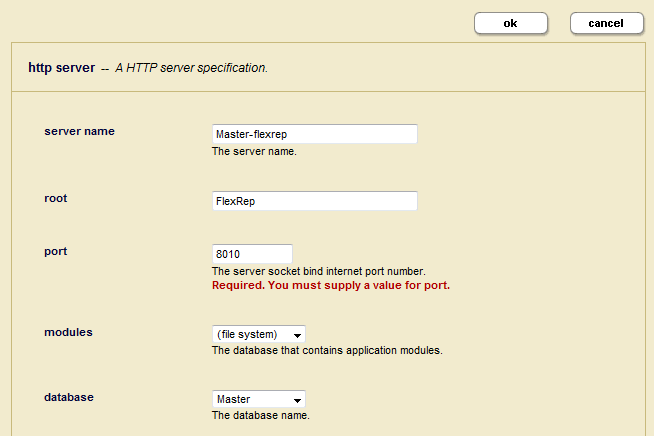 ok cancel
http server -- A HTTP server specification.
server name Master-flexrep
The server name.
root FlexRep
port 8010
The server socket bind internet port number.
Required. You must supply a value for port.
modules (file system)
The database that contains application modules.
database Master
The database name.